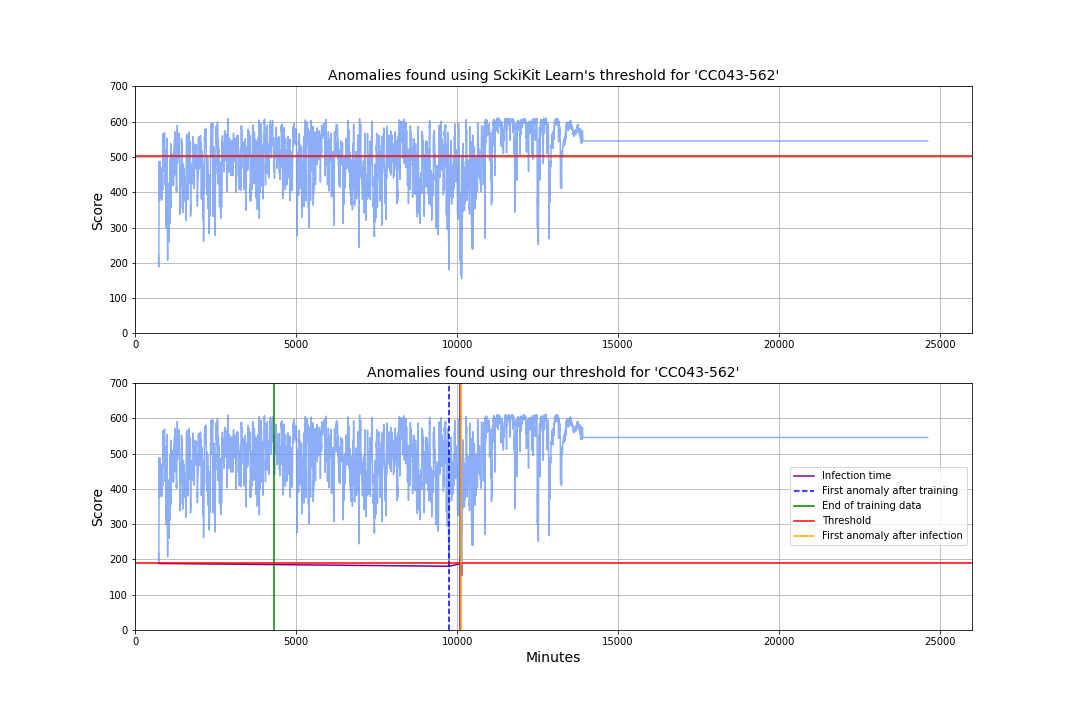 Anomalies found using SckiKit Learn's threshold for 'CC043-562'
700
600
500
400
300
200
100
0
Score
0 5000 10000 15000 20000 25000
Anomalies found using our threshold for 'CC043-562'
700
600
500
400
300
200
100
0
Score
Infection time
First anomaly after training
End of training data
Threshold
First anomaly after infection
0 5000 10000 15000 20000 25000
Minutes